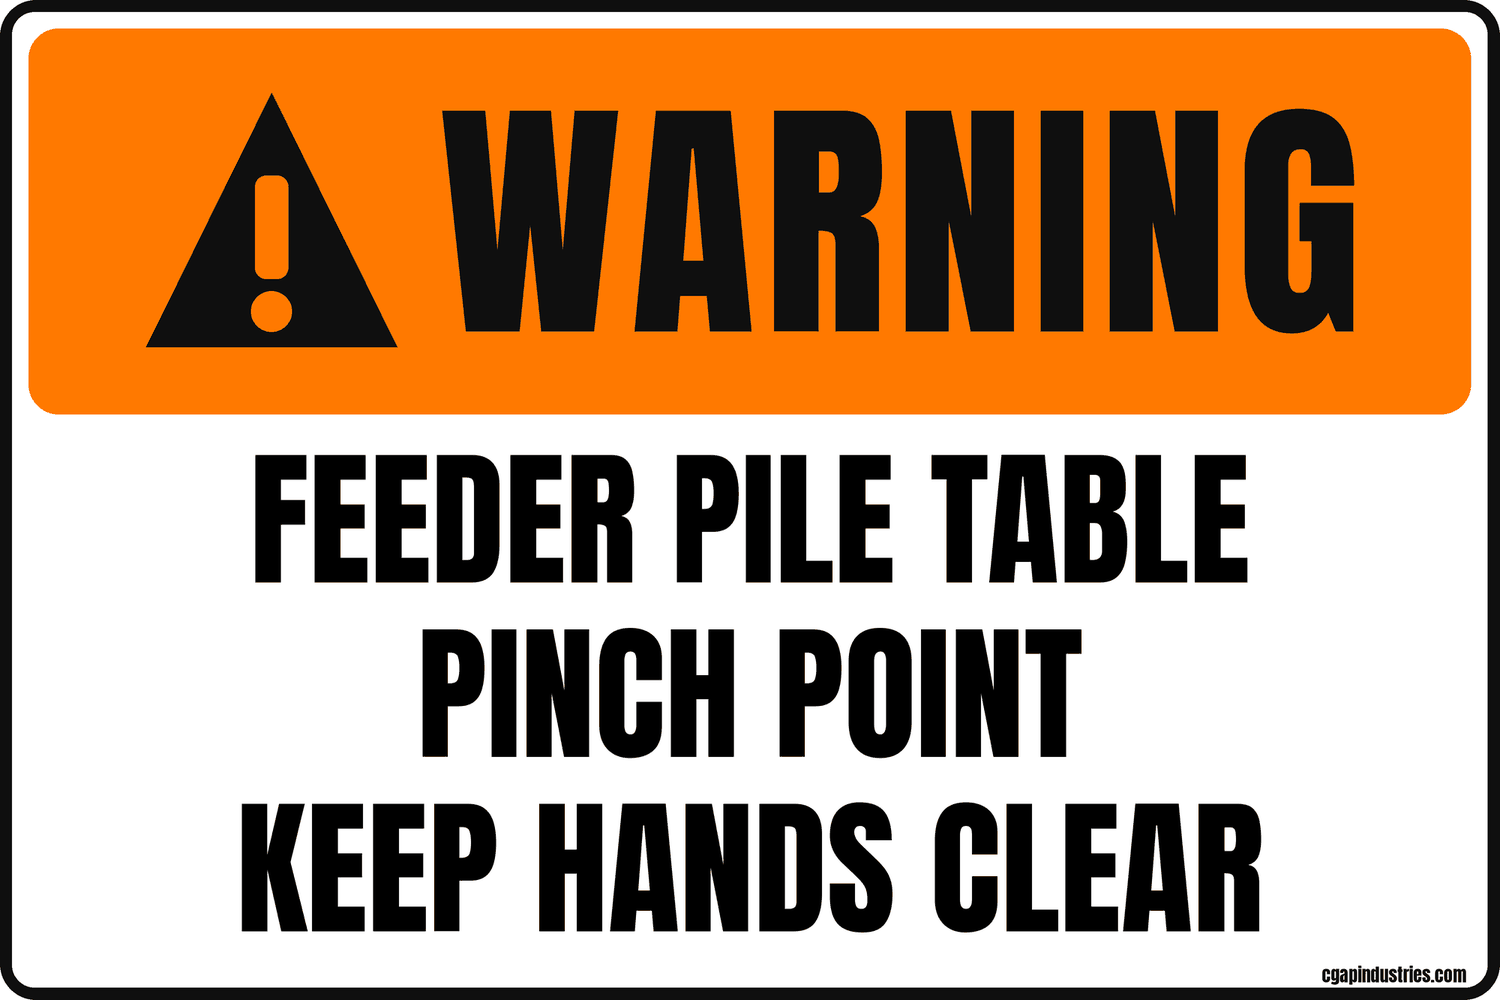 WARNING
FEEDER PILE TABLE
PINCH POINT
KEEP HANDS CLEAR
cgapindustries.com